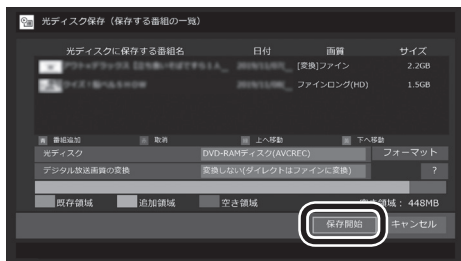 光ディスク保存（保存する番組の一覧）
光ディスクに保存する番組名 日付 画質 サイズ
[変換]ファイン 2.2GB
ファインロング(HD) 1.5GB
番組追加 取消 上へ移動 下へ移動
光ディスク DVD-RAMディスク(AVCREC) フォーマット
デジタル放送画質の変換 変換しない(ダイレクトはファインに変換) ?
既存領域 追加領域 空き領域 領域： 448MB
保存開始 キャンセル